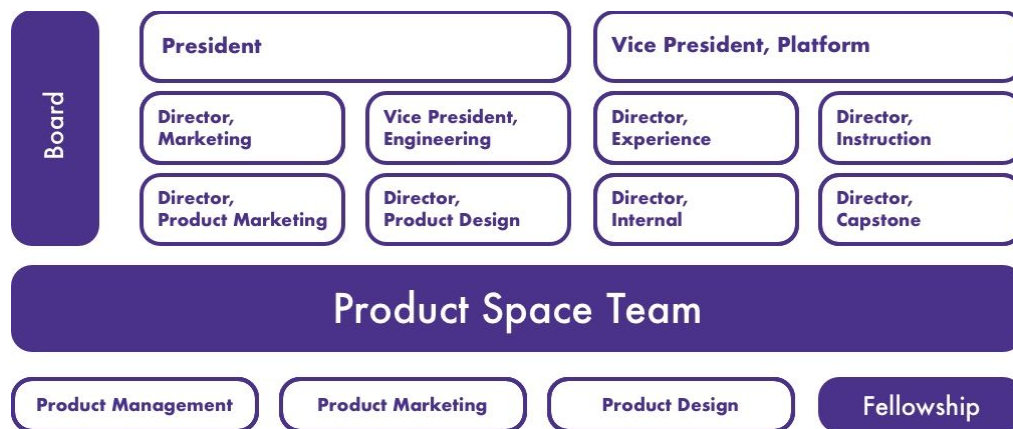 Board
President
Vice President, Platform
Director,
Marketing
Vice President,
Engineering
Director,
Experience
Director,
Instruction
Director,
Product Marketing
Director,
Product Design
Director,
Internal
Director,
Capstone
Product Space Team
Product Management
Product Marketing
Product Design
Fellowship